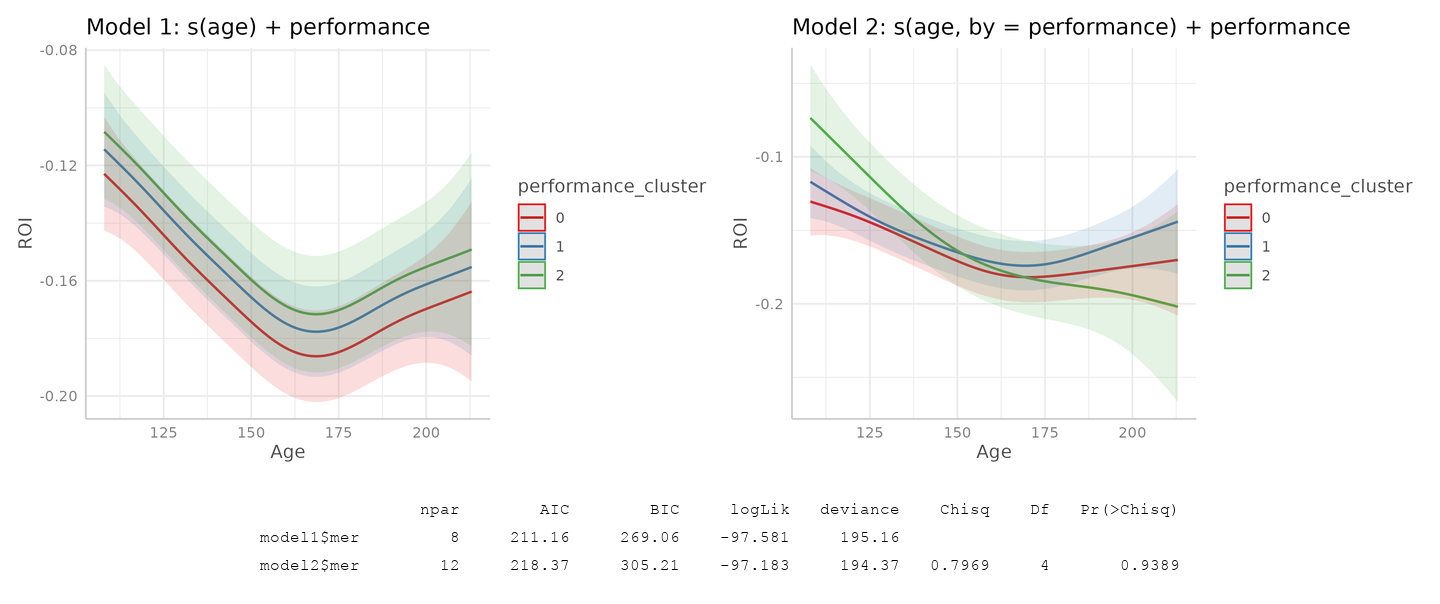 Model 1: s(age) + performance
-0.08
-0.12
-0.16
-0.20
ROI
125 150 175 200
Age
performance_cluster
0
1
2
Model 2: s(age, by = performance) + performance
-0.1
-0.2
ROI
125 150 175 200
Age
performance_cluster
0
1
2
npar AIC BIC logLik deviance Chisq Df Pr(>Chisq)
model1$mer 8 211.16 269.06 -97.581 195.16
model2$mer 12 218.37 305.21 -97.183 194.37 0.7969 4 0.9389